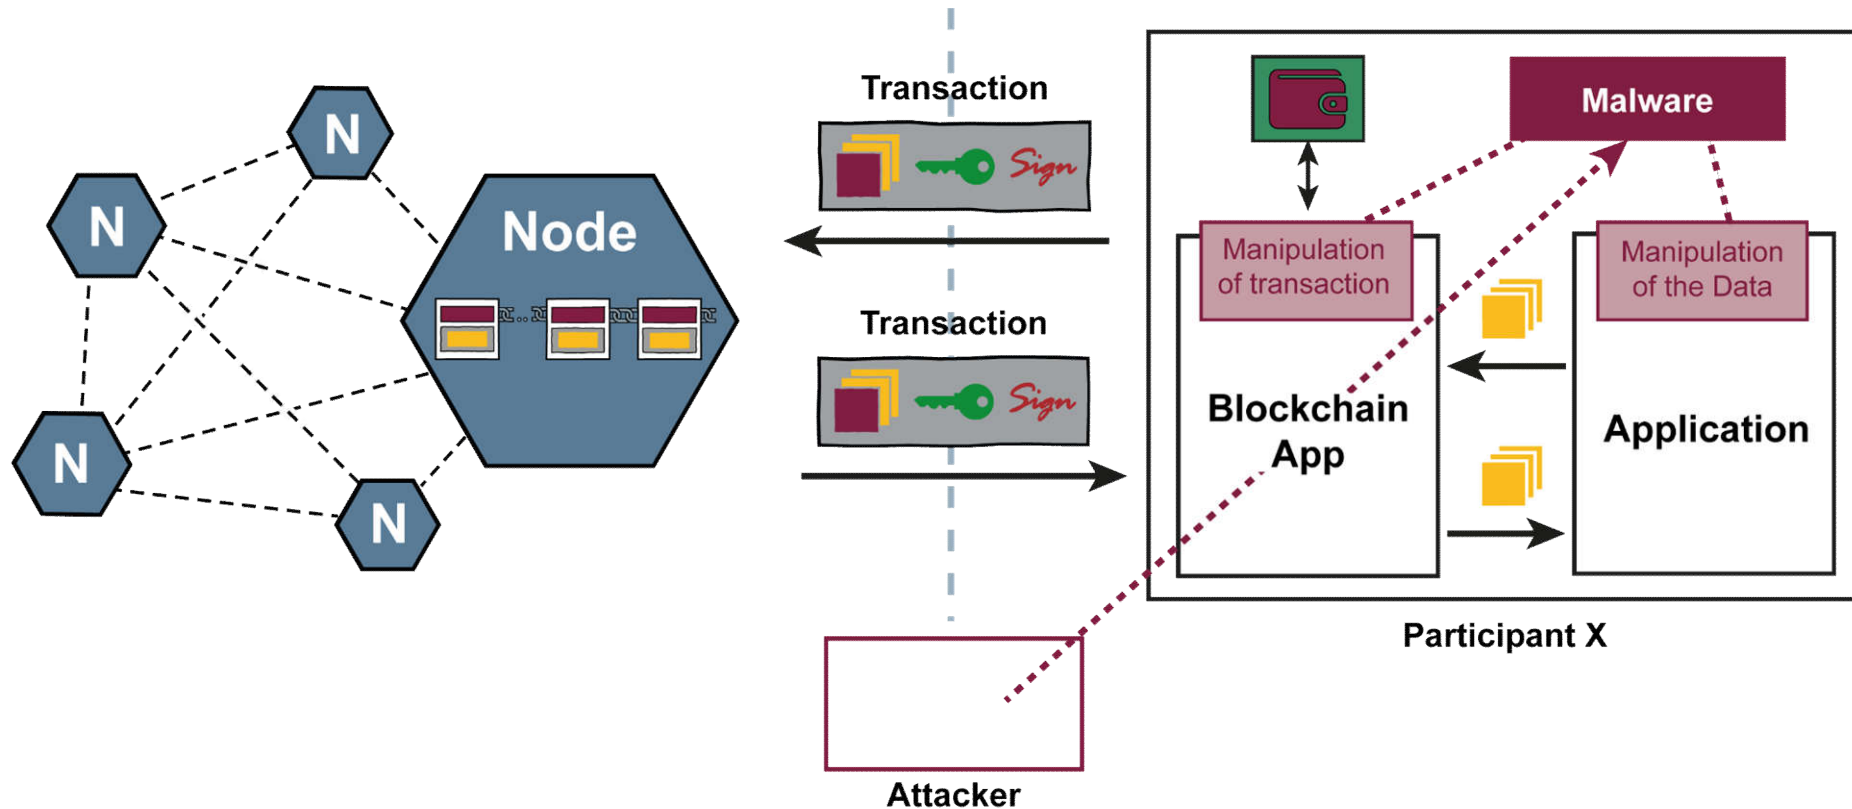 N
N
N
N
Node
Transaction
Sign
Transaction
Sign
Attacker
Malware
Manipulation
of transaction
Manipulation
of the Data
Blockchain
App
Application
Participant X